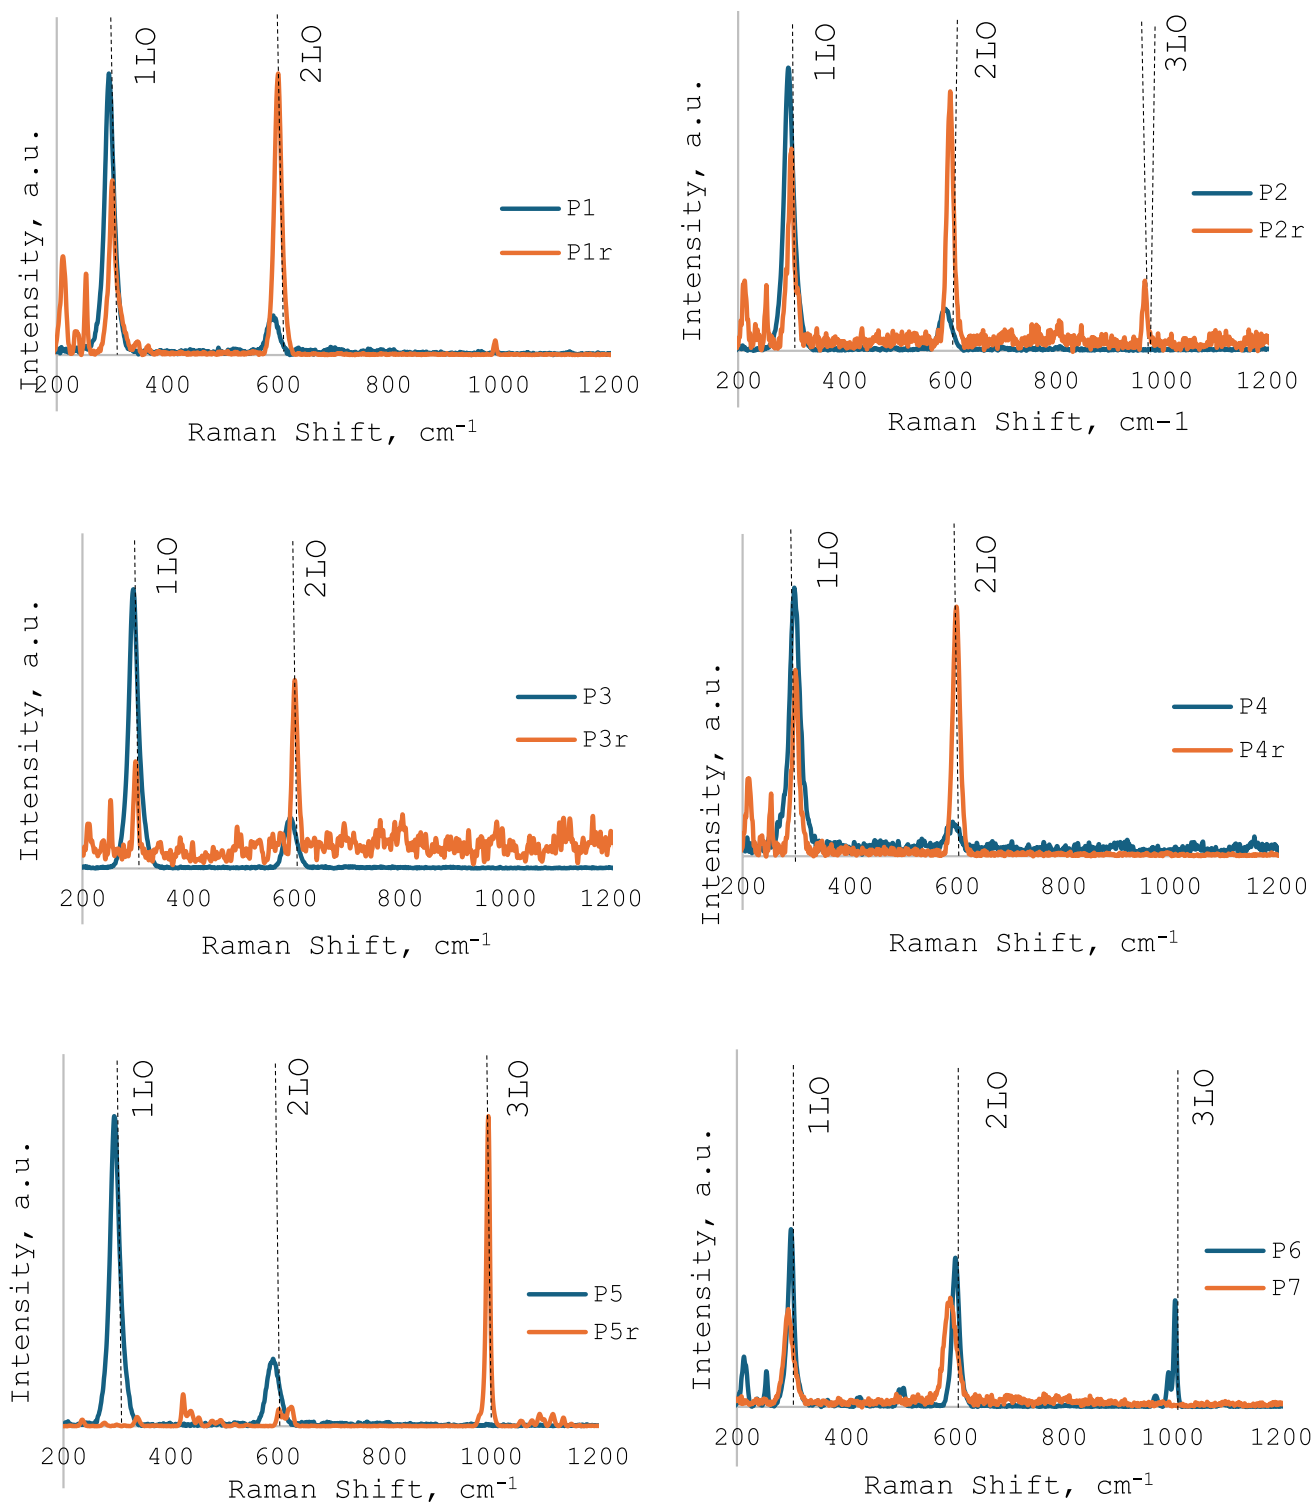 1LO
2LO
Intensity, a.u.
P1
P1r
200 400 600 800 1000 1200
Raman Shift, cm-1
1LO
2LO
3LO
Intensity, a.u.
P2
P2r
200 400 600 800 1000 1200
Raman Shift, cm-1
1LO
2LO
Intensity, a.u.
P3
P3r
200 400 600 800 1000 1200
Raman Shift, cm-1
1LO
2LO
Intensity, a.u.
P4
P4r
200 400 600 800 1000 1200
Raman Shift, cm-1
1LO
2LO
3LO
Intensity, a.u.
P5
P5r
200 400 600 800 1000 1200
Raman Shift, cm-1
1LO
2LO
3LO
Intensity, a.u.
P6
P7
200 400 600 800 1000 1200
Raman Shift, cm-1